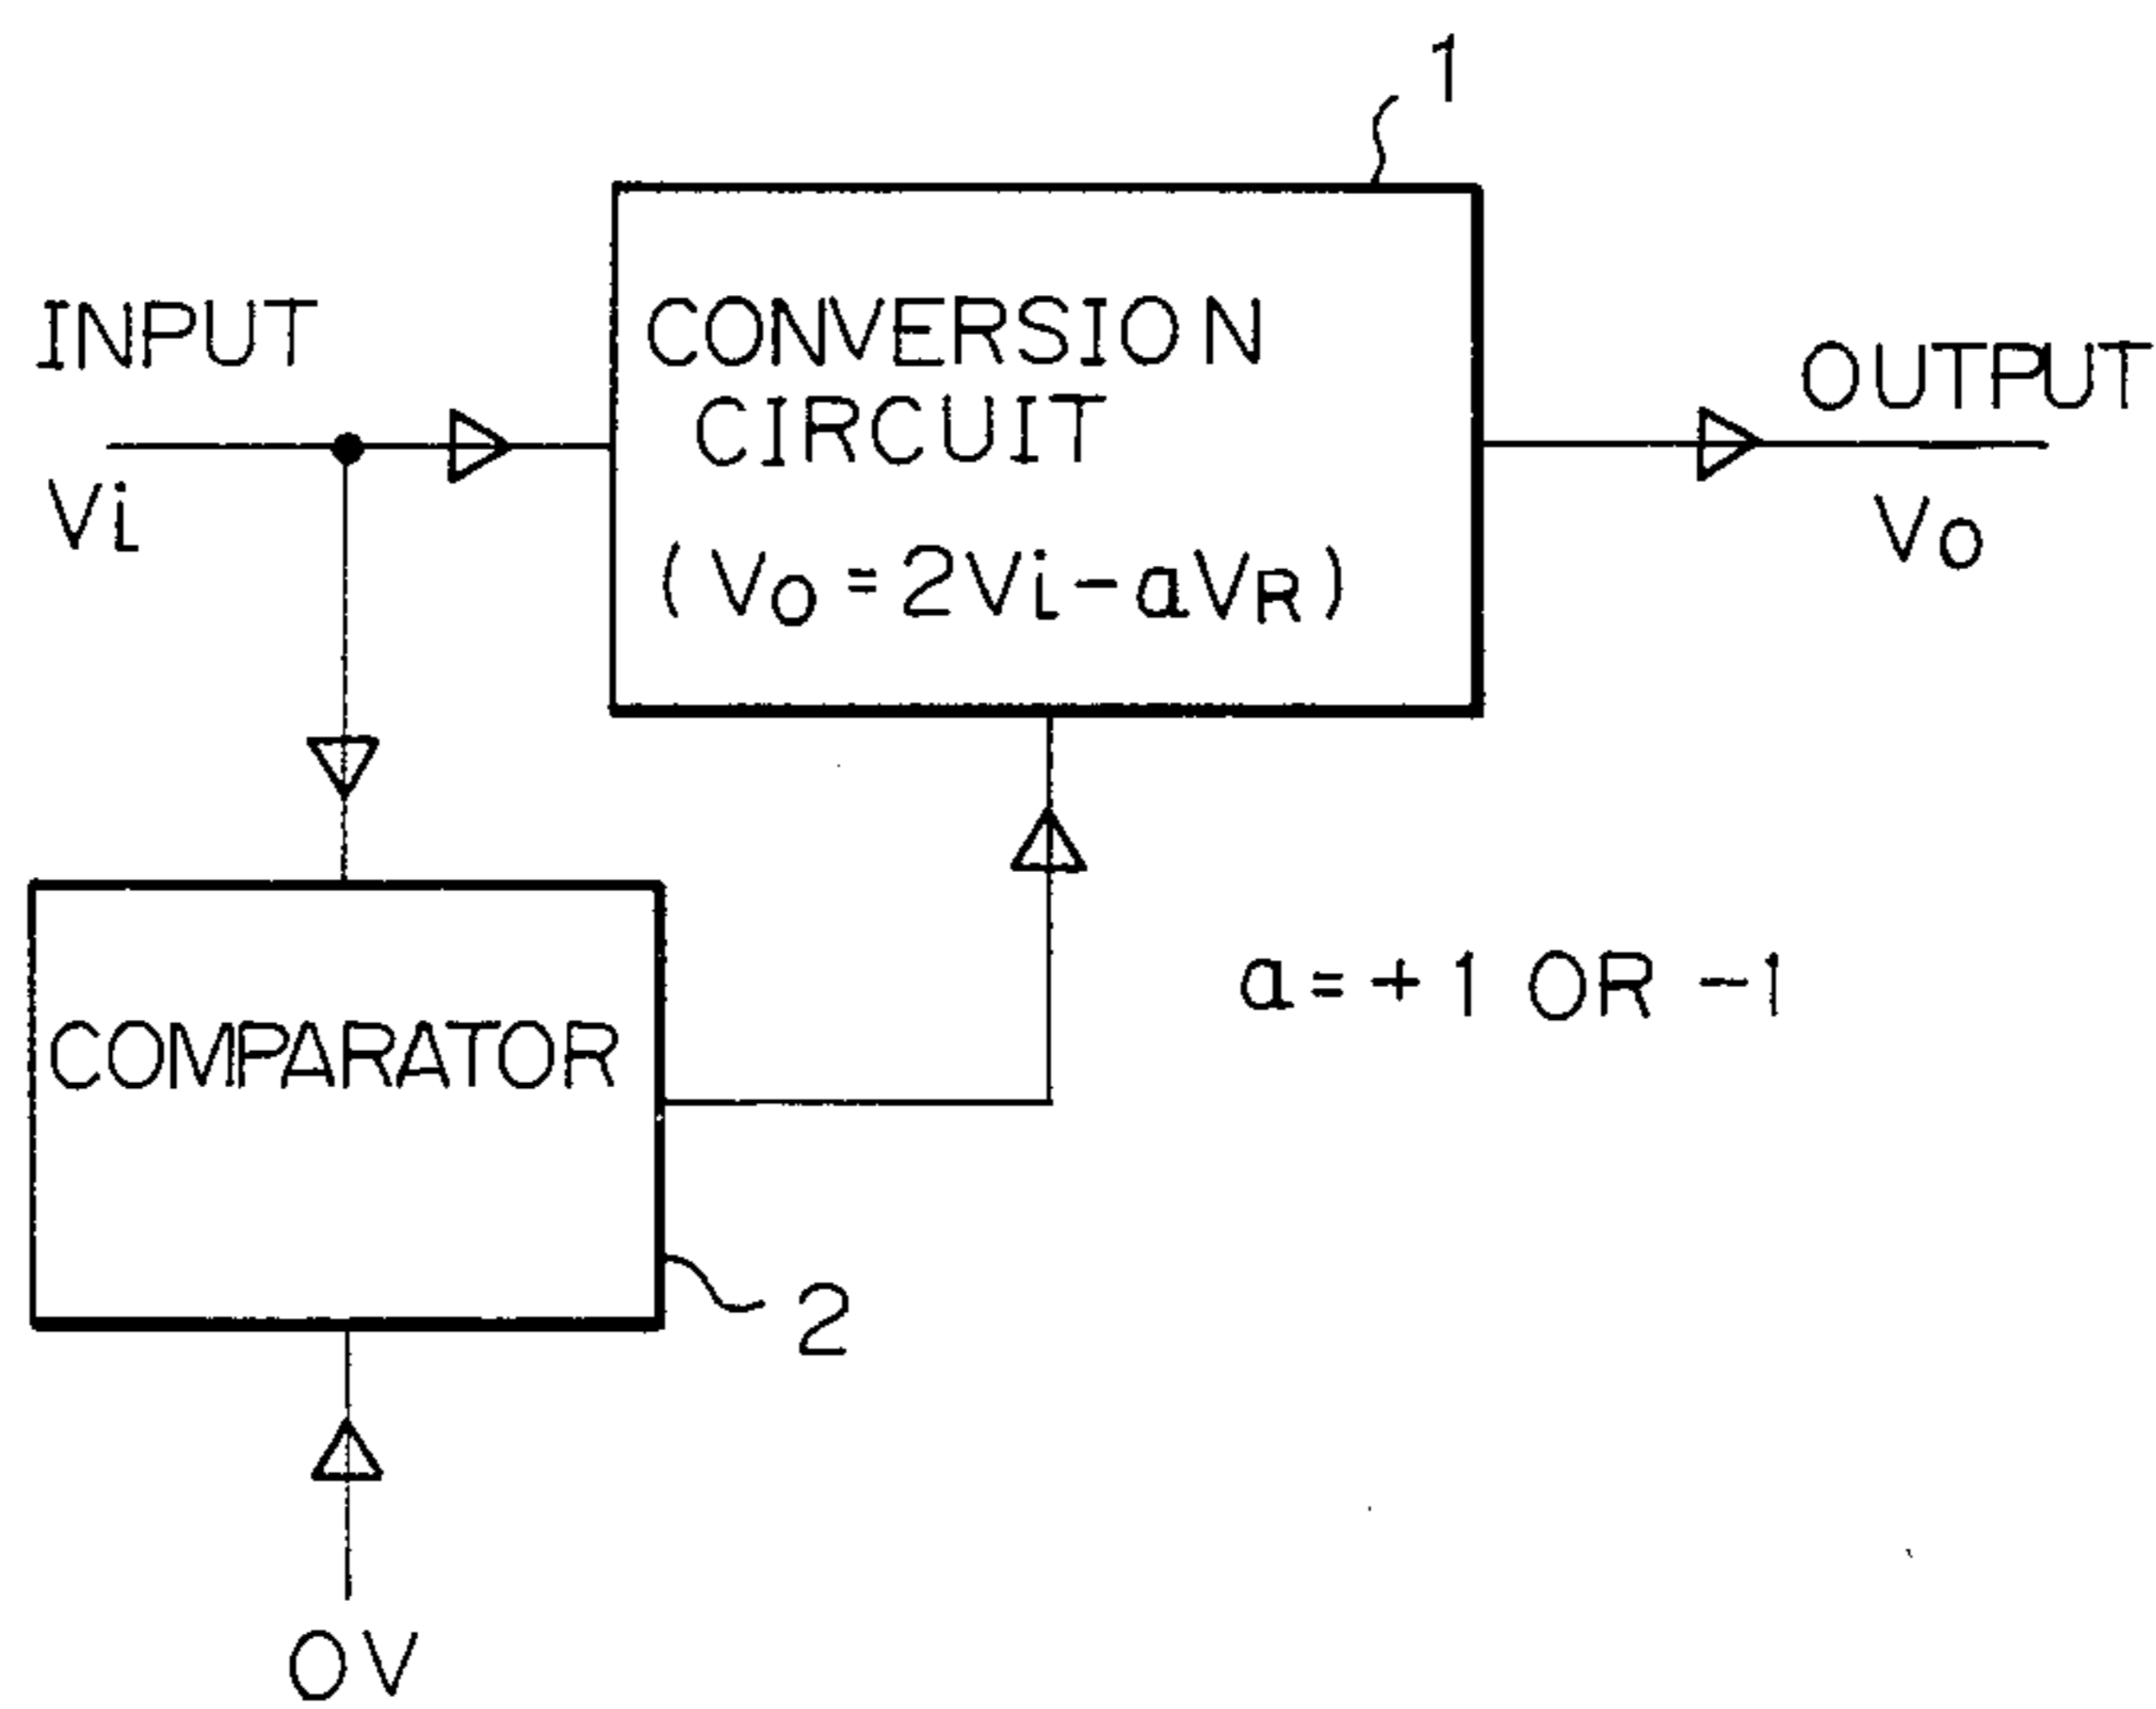 1
INPUT
Vi
CONVERSION
CIRCUIT
(Vo=2Vi-aVR)
OUTPUT
Vo
a=+1 OR -1
COMPARATOR
2
0V